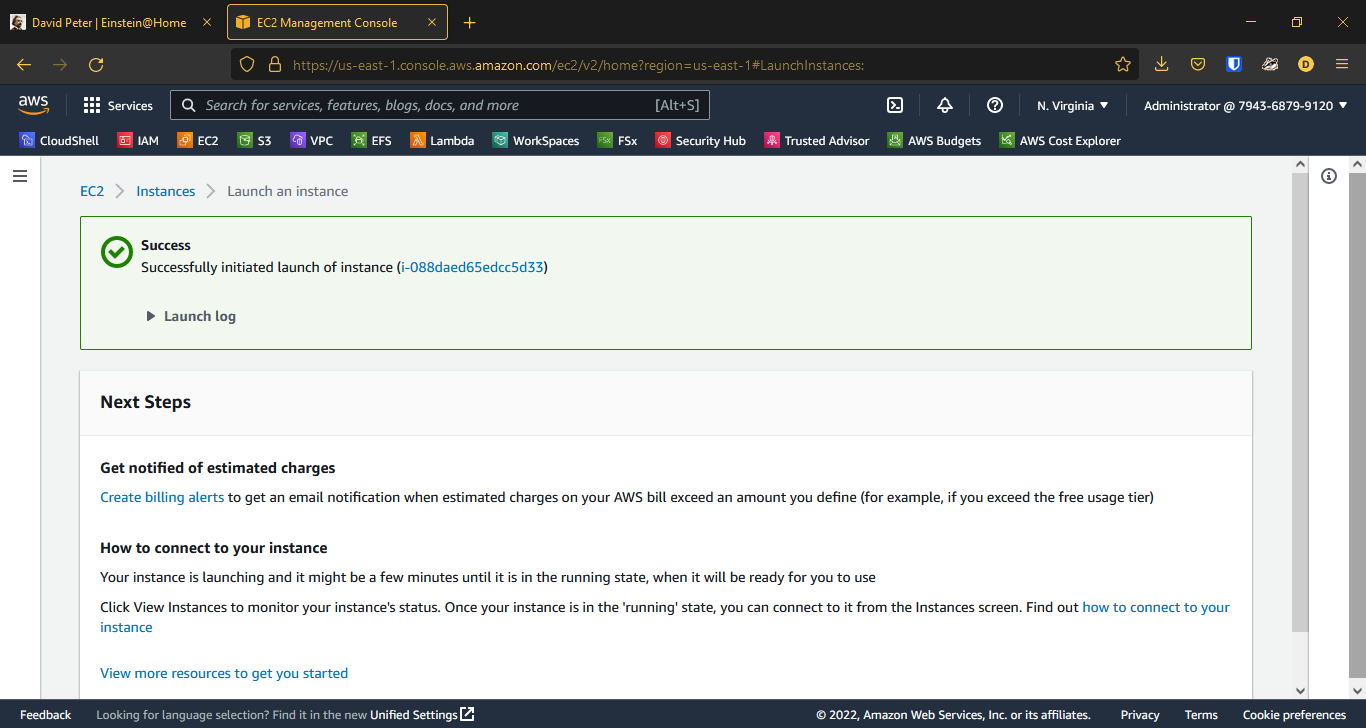 David Peter | Einstein@Home
EC2 Management Console
https://us-east-1.console.aws.amazon.com/ec2/v2/home?region=us-east-1#LaunchInstances:
D
aws
Services
Search for services, features, blogs, docs, and more
[Alt+S]
N. Virginia
Administrator @ 7943-6879-9120
CloudShell
IAM
EC2
S3
VPC
EFS
Lambda
WorkSpaces
FSx
FSx
Security Hub
Trusted Advisor
AWS Budgets
AWS Cost Explorer
EC2
Instances
Launch an instance
Success
Successfully initiated launch of instance (i-088daed65edcc5d33)
Launch log
Next Steps
Get notified of estimated charges
Create billing alerts to get an email notification when estimated charges on your AWS bill exceed an amount you define (for example, if you exceed the free usage tier)
How to connect to your instance
Your instance is launching and it might be a few minutes until it is in the running state, when it will be ready for you to use
Click View Instances to monitor your instance's status. Once your instance is in the 'running' state, you can connect to it from the Instances screen. Find out how to connect to your
instance
View more resources to get you started
Feedback
Looking for language selection? Find it in the new Unified Settings
© 2022, Amazon Web Services, Inc. or its affiliates.
Privacy
Terms
Cookie preferences